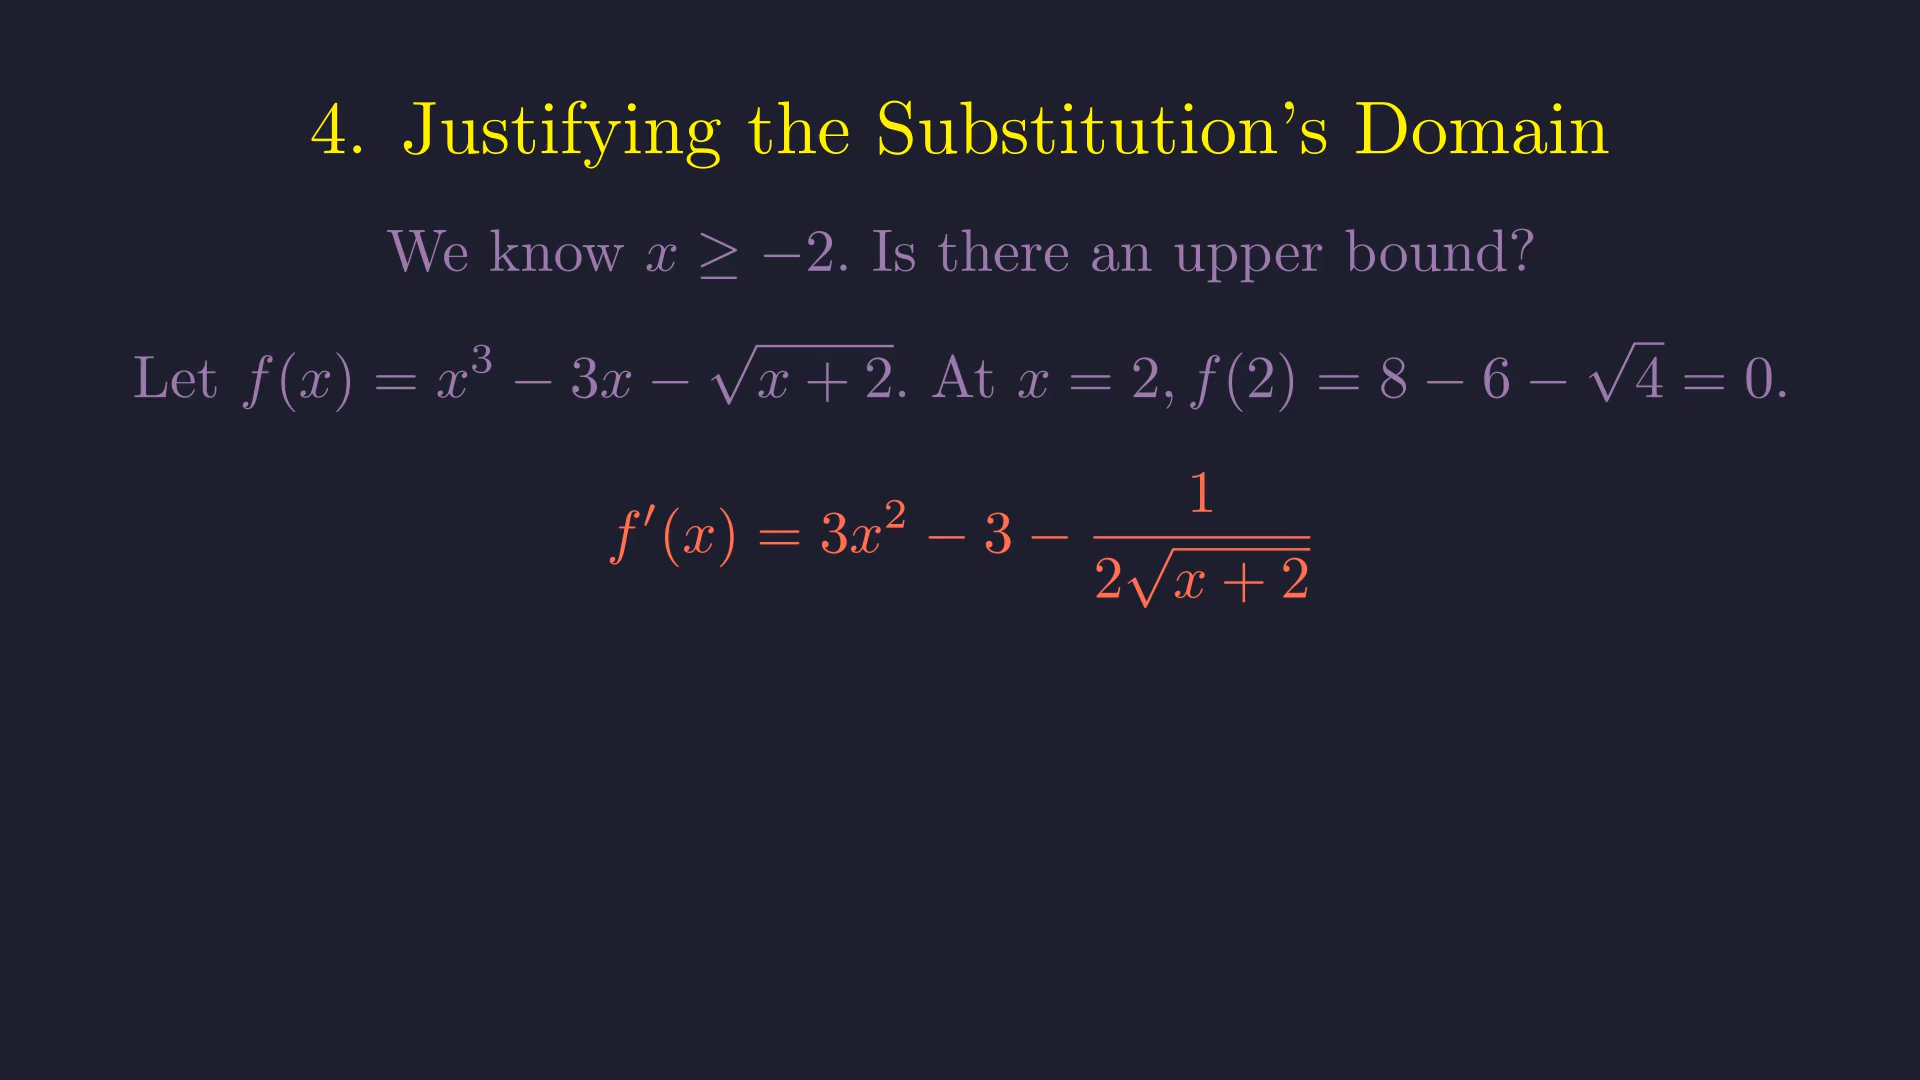 4. Justifying the Substitution's Domain
We know $x \geq -2$. Is there an upper bound?
Let $f(x) = x^3 - 3x - \sqrt{x+2}$. At $x = 2, f(2) = 8 - 6 - \sqrt{4} = 0.$
$f'(x) = 3x^2 - 3 - \frac{1}{2\sqrt{x+2}}$